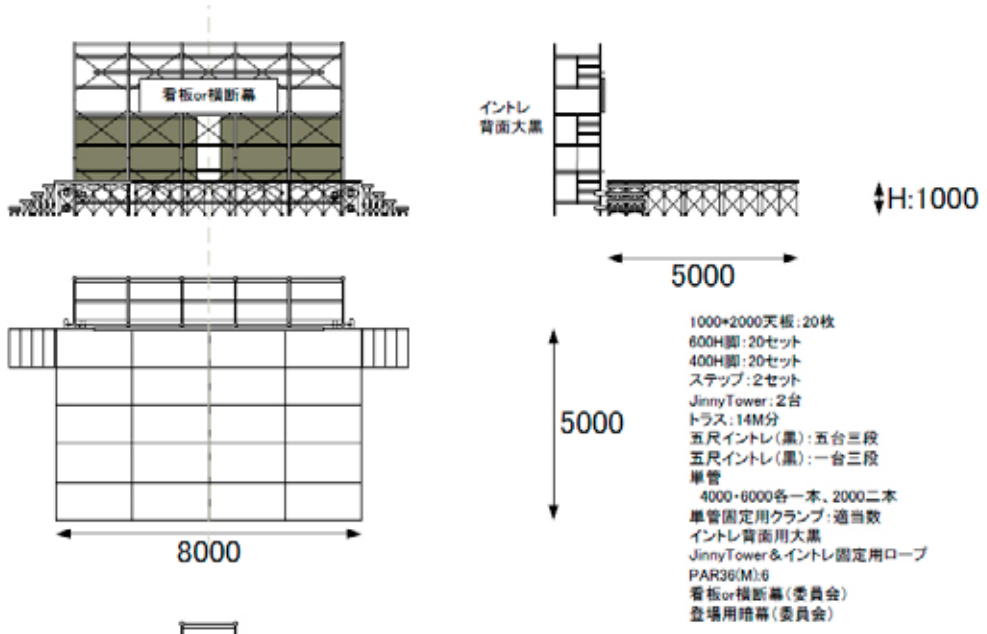 看板or横断幕
イントレ
背面大黒
H:1000
5000
5000
8000
1000*2000天板:20枚
600H脚:20セット
400H脚:20セット
ステップ:2セット
JinnyTower:2台
トラス:14M分
五尺イントレ(黒):五台三段
五尺イントレ(黒):一台三段
単管
4000・6000各一本、2000二本
単管固定用クランプ:適当数
イントレ背面用大黒
JinnyTower&イントレ固定用ロープ
PAR36(M):6
看板or横断幕(委員会)
登場用暗幕(委員会)